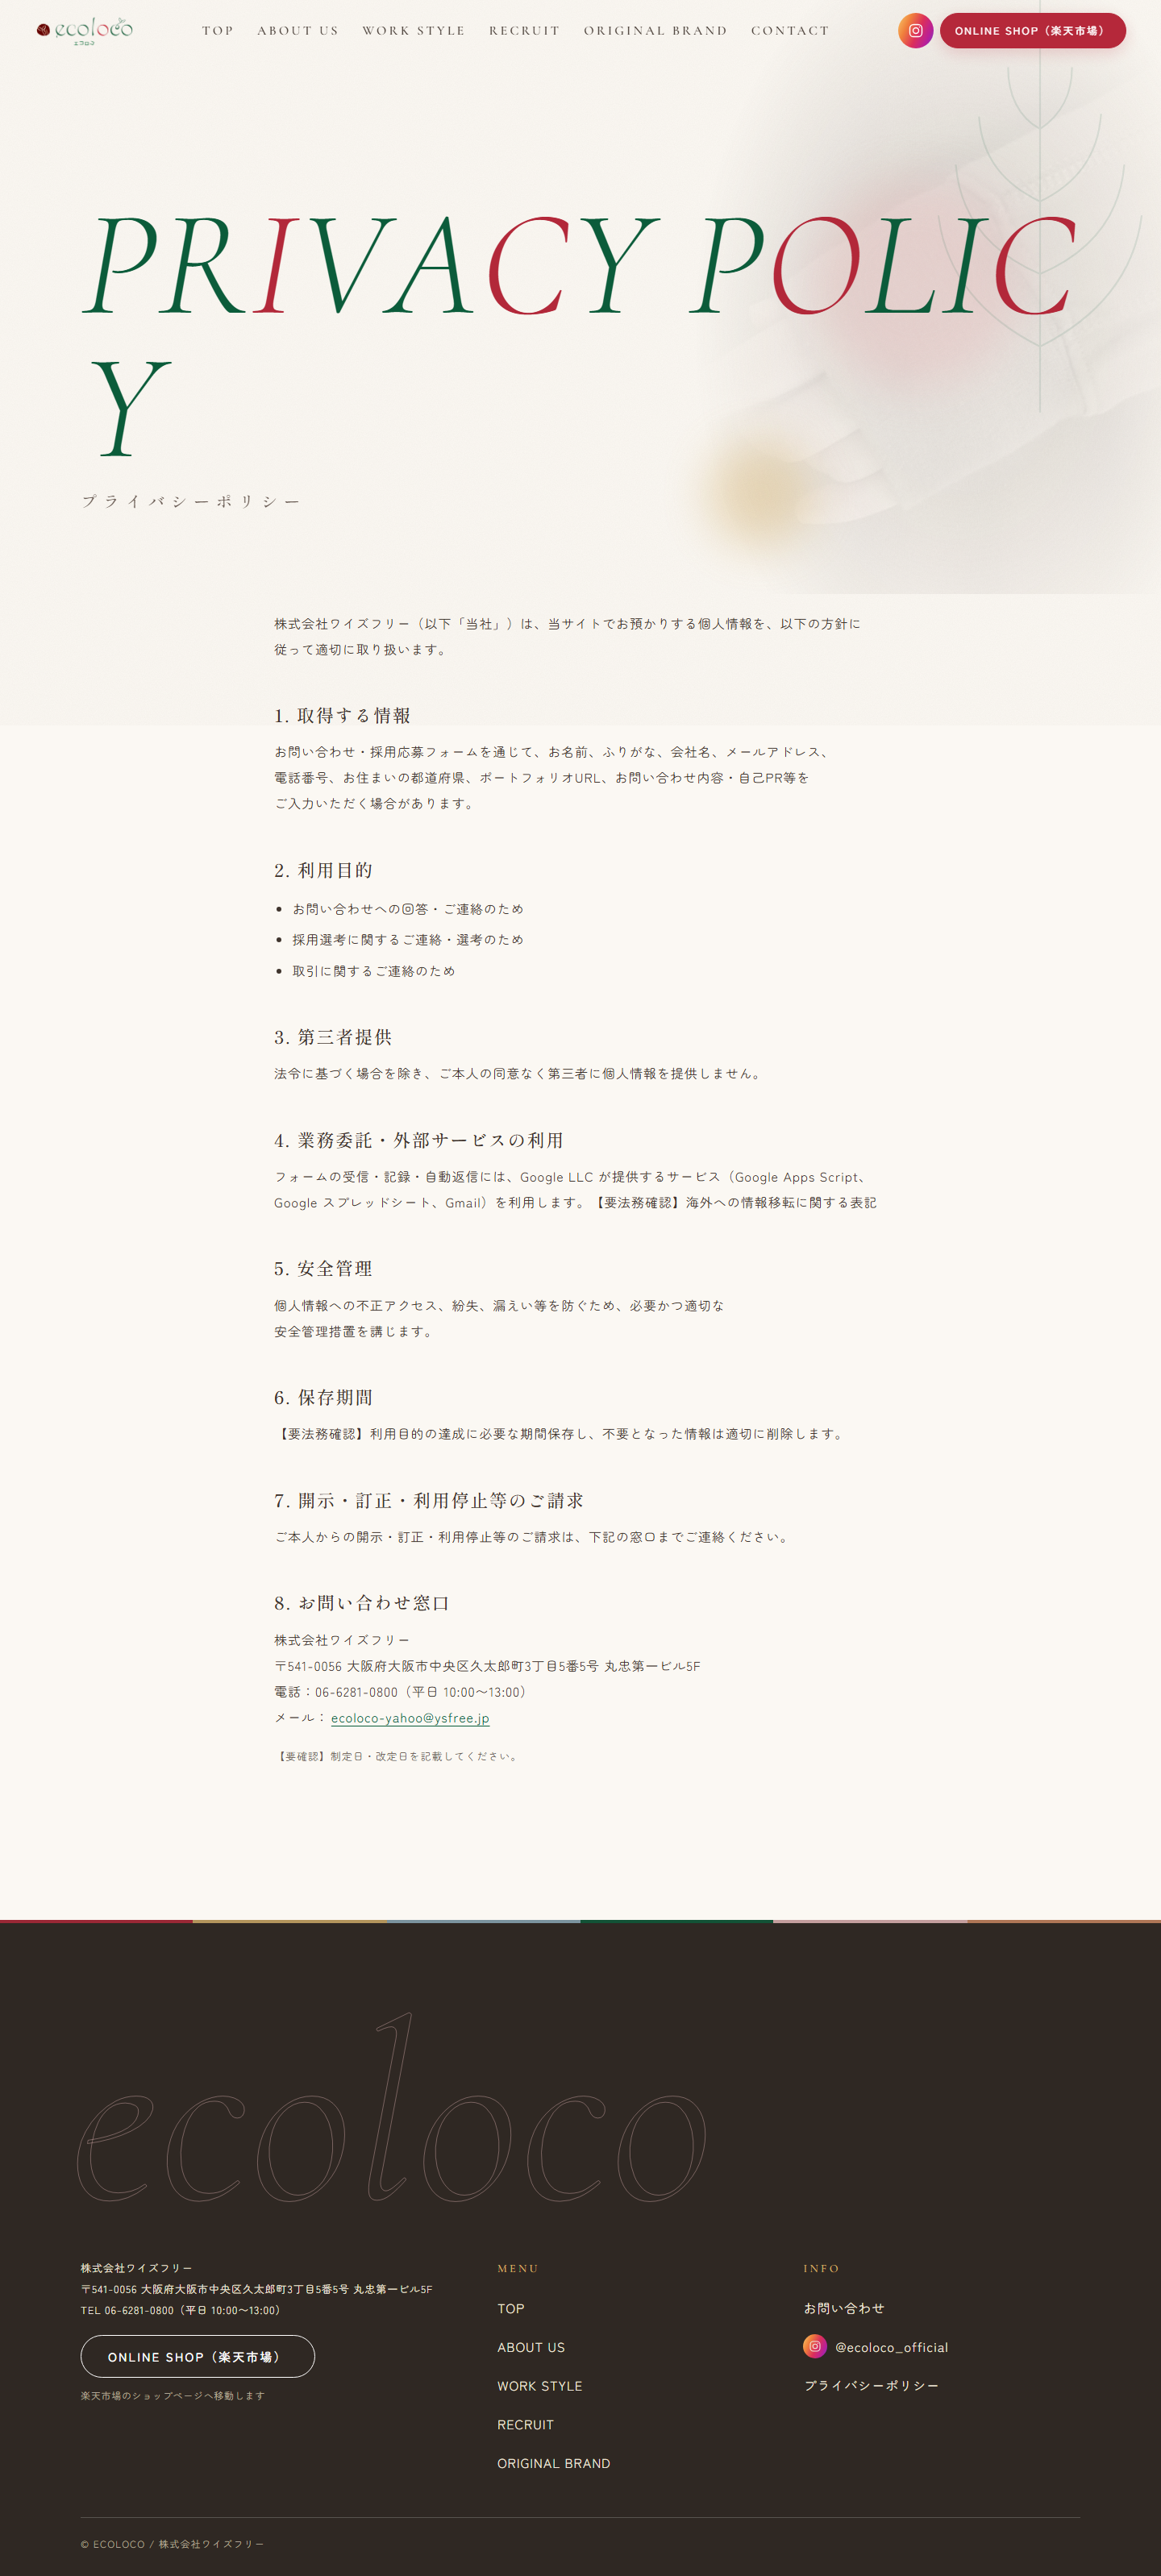 ecoloco
エコロコ
TOP ABOUT US WORK STYLE RECRUIT ORIGINAL BRAND CONTACT
ONLINE SHOP（楽天市場）
PRIVACY POLIC
Y
プライバシーポリシー
株式会社ワイズフリー（以下「当社」）は、当サイトでお預かりする個人情報を、以下の方針に
従って適切に取り扱います。
1. 取得する情報
お問い合わせ・採用応募フォームを通じて、お名前、ふりがな、会社名、メールアドレス、
電話番号、お住まいの都道府県、ポートフォリオURL、お問い合わせ内容・自己PR等を
ご入力いただく場合があります。
2. 利用目的
お問い合わせへの回答・ご連絡のため
採用選考に関するご連絡・選考のため
取引に関するご連絡のため
3. 第三者提供
法令に基づく場合を除き、ご本人の同意なく第三者に個人情報を提供しません。
4. 業務委託・外部サービスの利用
フォームの受信・記録・自動返信には、Google LLC が提供するサービス（Google Apps Script、
Google スプレッドシート、Gmail）を利用します。【要法務確認】海外への情報移転に関する表記
5. 安全管理
個人情報への不正アクセス、紛失、漏えい等を防ぐため、必要かつ適切な
安全管理措置を講じます。
6. 保存期間
【要法務確認】利用目的の達成に必要な期間保存し、不要となった情報は適切に削除します。
7. 開示・訂正・利用停止等のご請求
ご本人からの開示・訂正・利用停止等のご請求は、下記の窓口までご連絡ください。
8. お問い合わせ窓口
株式会社ワイズフリー
〒541-0056 大阪府大阪市中央区久太郎町3丁目5番5号 丸忠第一ビル5F
電話：06-6281-0800（平日 10:00〜13:00）
メール： ecoloco-yahoo@ysfree.jp
【要確認】制定日・改定日を記載してください。
ecoloco
株式会社ワイズフリー
〒541-0056 大阪府大阪市中央区久太郎町3丁目5番5号 丸忠第一ビル5F
TEL 06-6281-0800（平日 10:00〜13:00）
ONLINE SHOP（楽天市場）
楽天市場のショップページへ移動します
MENU
TOP
ABOUT US
WORK STYLE
RECRUIT
ORIGINAL BRAND
INFO
お問い合わせ
@ecoloco_official
プライバシーポリシー
© ECOLOCO / 株式会社ワイズフリー